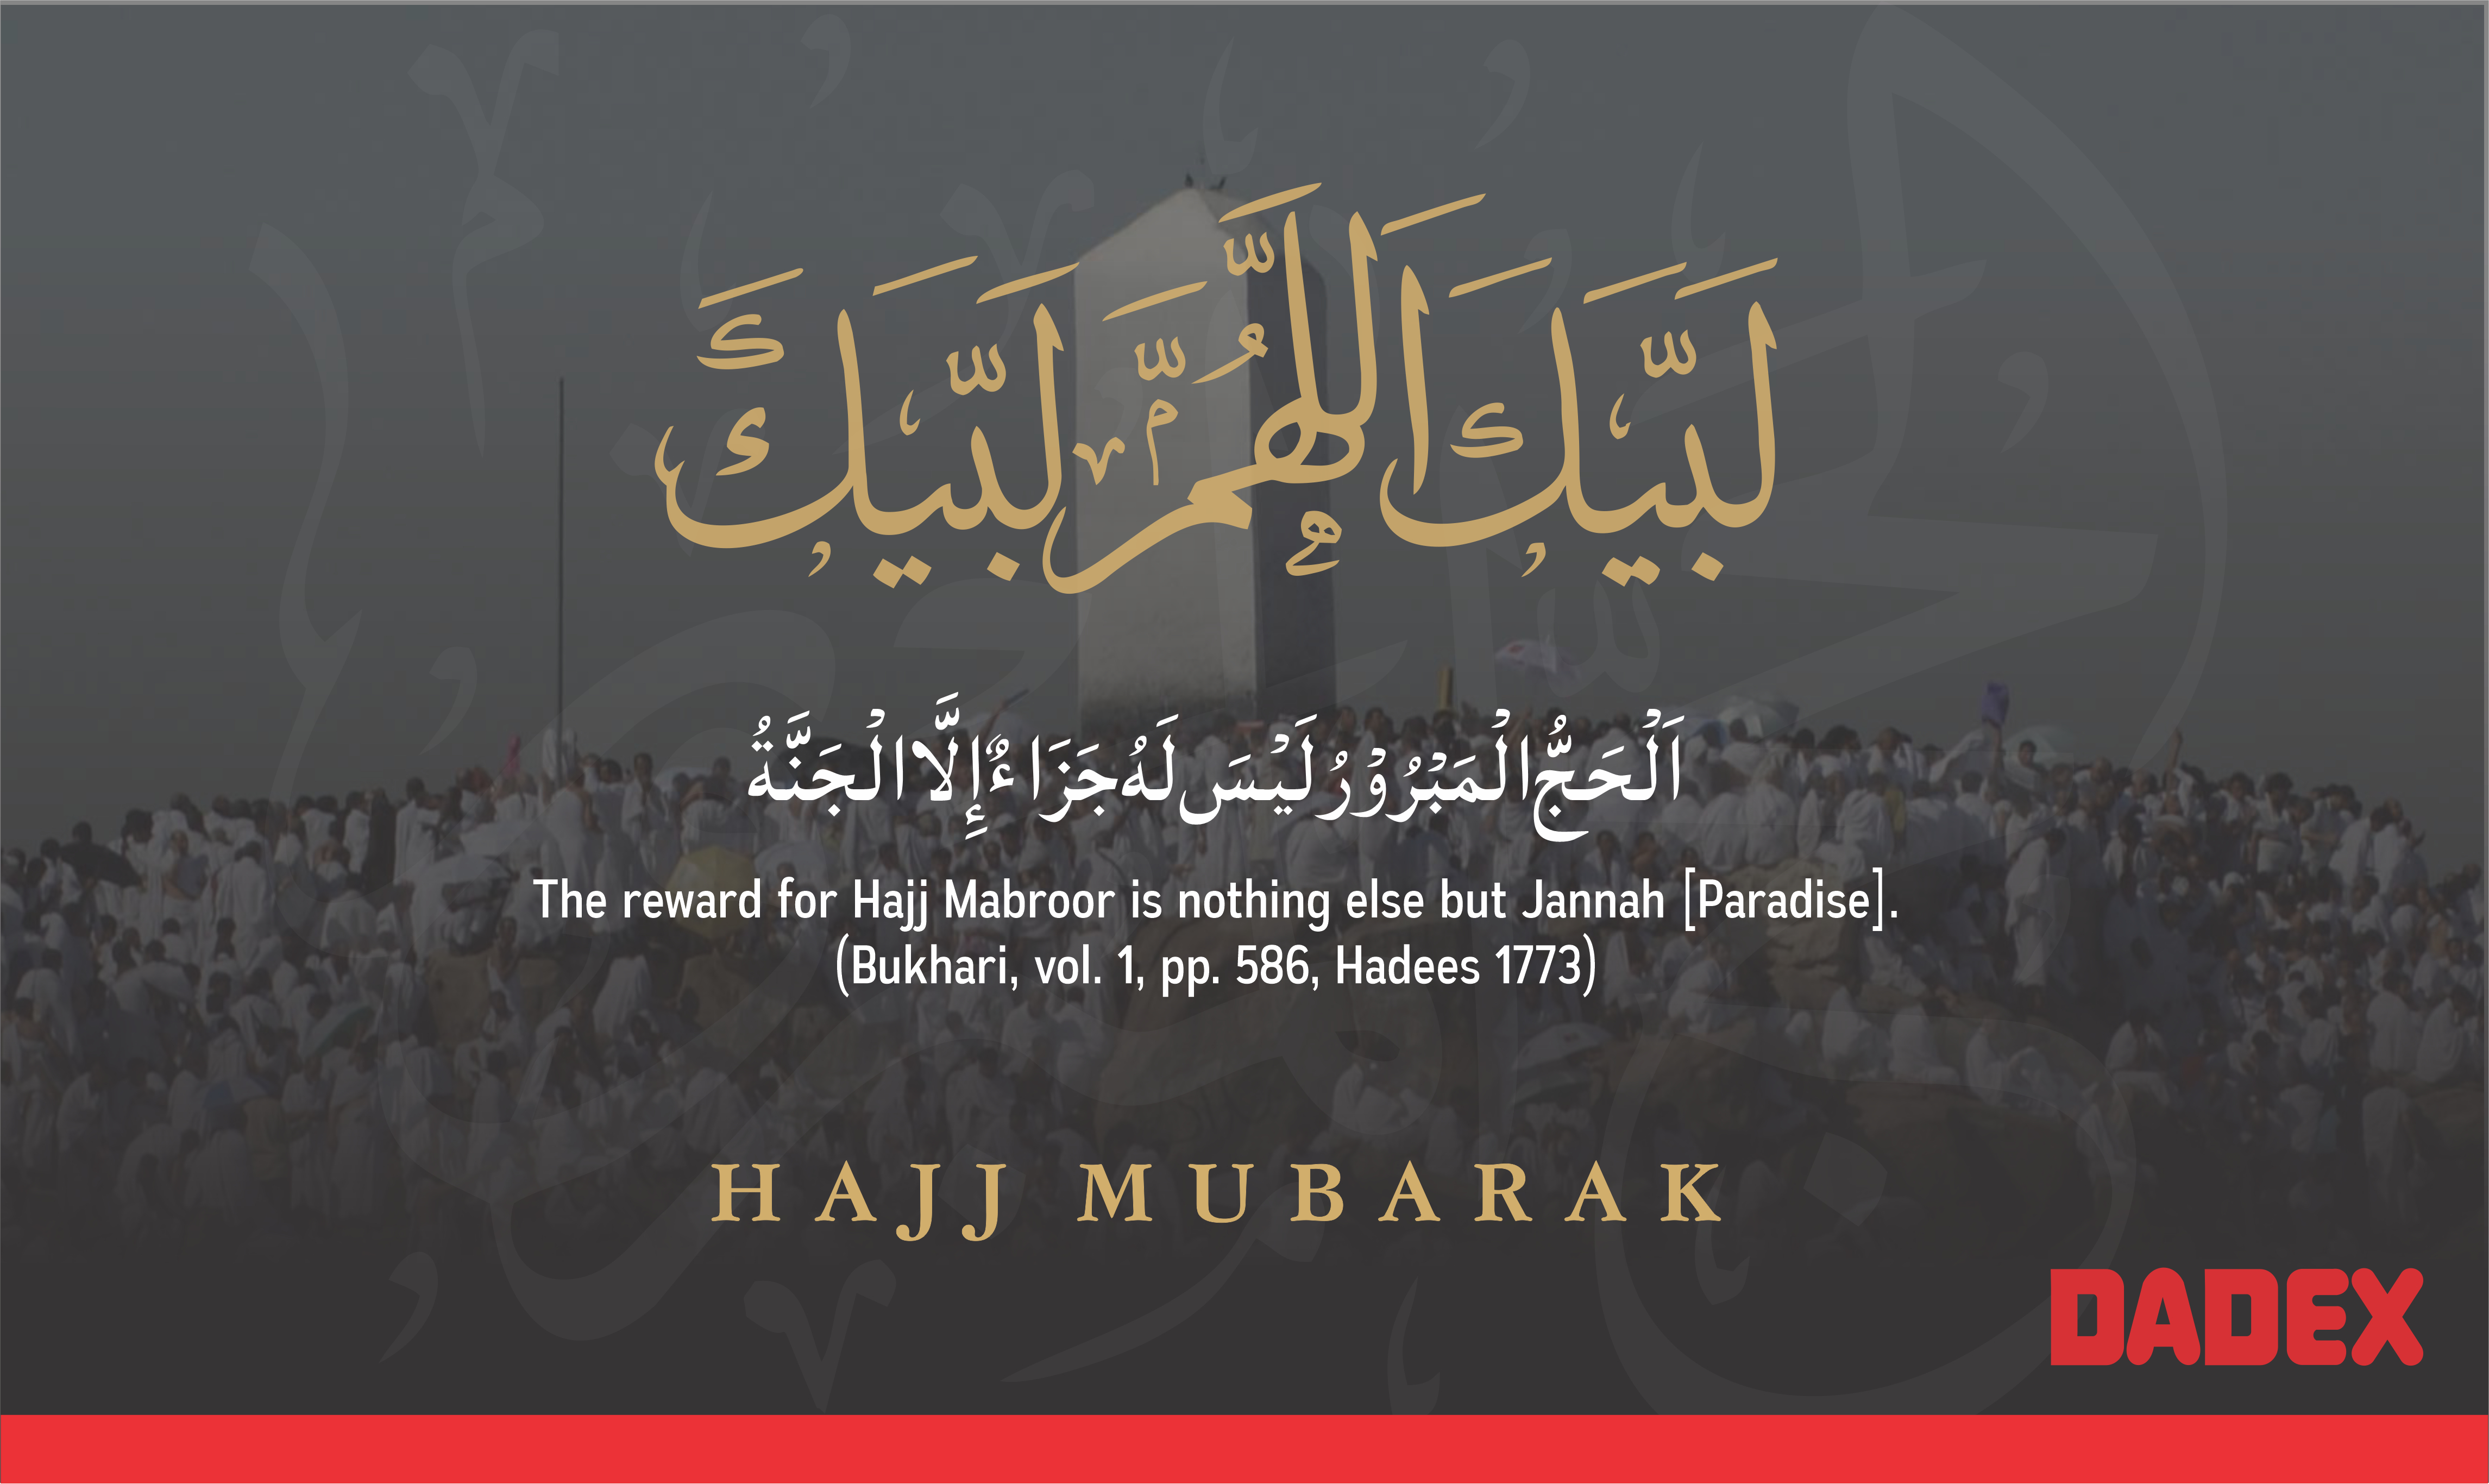 لَبَّيْكَ اللّٰهُمَّ لَبَّيْكَ
اَلْحَجُّ الْمَبْرُوْرُ لَيْسَ لَهُ جَزَاءٌ إِلَّا الْجَنَّةُ
The reward for Hajj Mabroor is nothing else but Jannah [Paradise].
(Bukhari, vol. 1, pp. 586, Hadees 1773)
HAJJ MUBARAK
DADEX